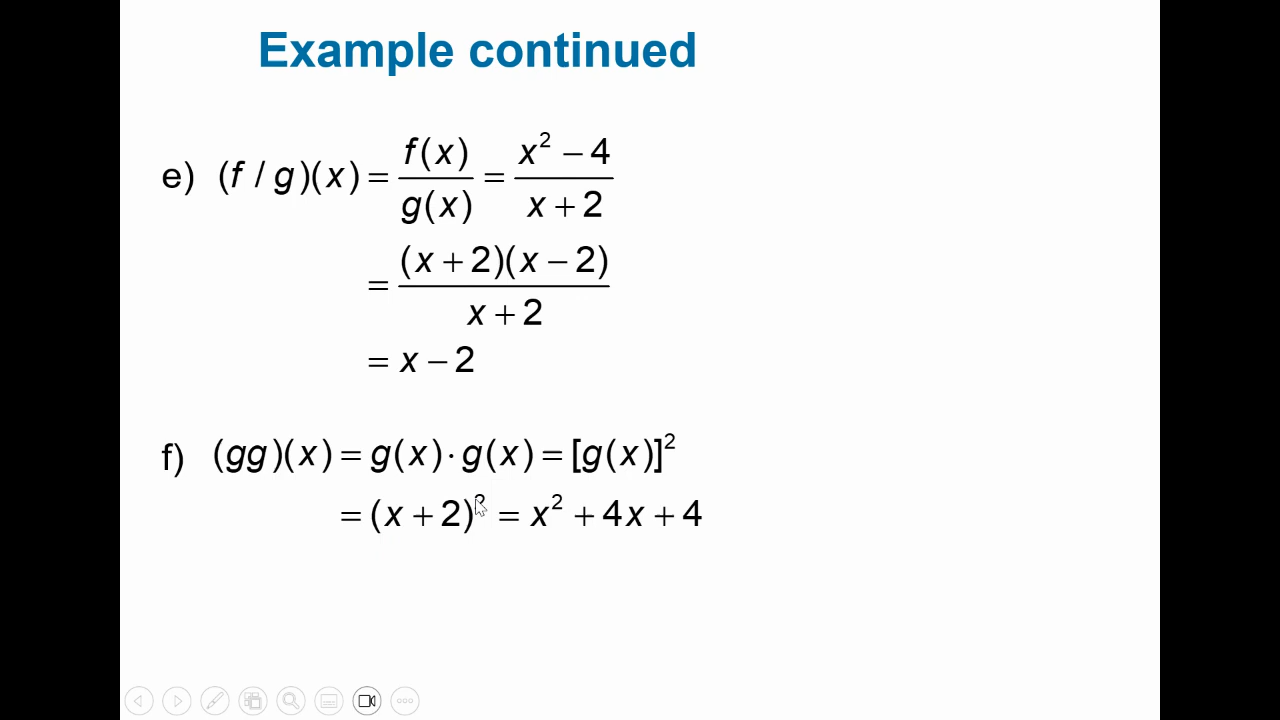 Example continued
e) (f / g)(x) = f(x)/g(x) = x² − 4/x + 2
= (x + 2)(x − 2)/x + 2
= x − 2
f) (gg)(x) = g(x) · g(x) = [g(x)]²
= (x + 2)² = x² + 4x + 4